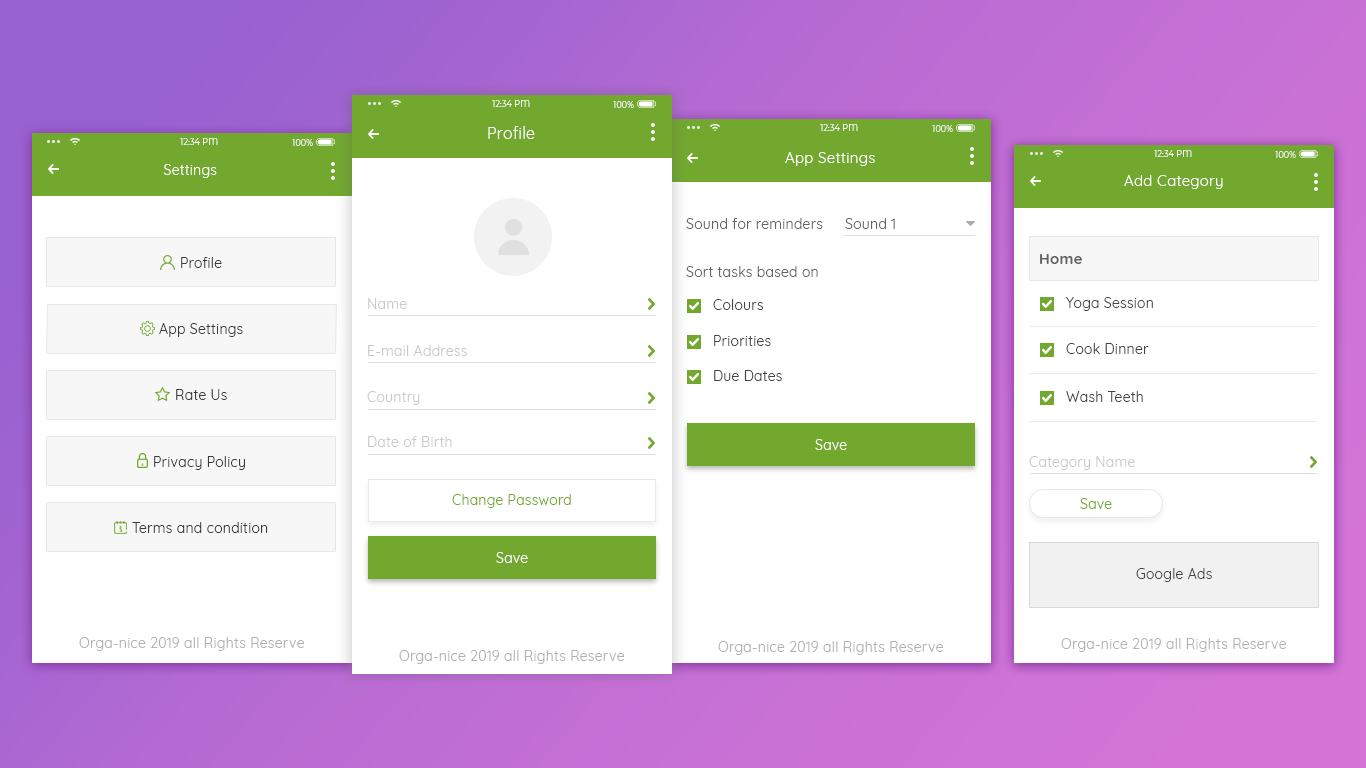 12:34 PM
100%
Settings
Profile
App Settings
Rate Us
Privacy Policy
Terms and condition
Orga-nice 2019 all Rights Reserve
12:34 PM
100%
Profile
Name
E-mail Address
Country
Date of Birth
Change Password
Save
Orga-nice 2019 all Rights Reserve
12:34 PM
100%
App Settings
Sound for reminders Sound 1
Sort tasks based on
Colours
Priorities
Due Dates
Save
Orga-nice 2019 all Rights Reserve
12:34 PM
100%
Add Category
Home
Yoga Session
Cook Dinner
Wash Teeth
Category Name
Save
Google Ads
Orga-nice 2019 all Rights Reserve